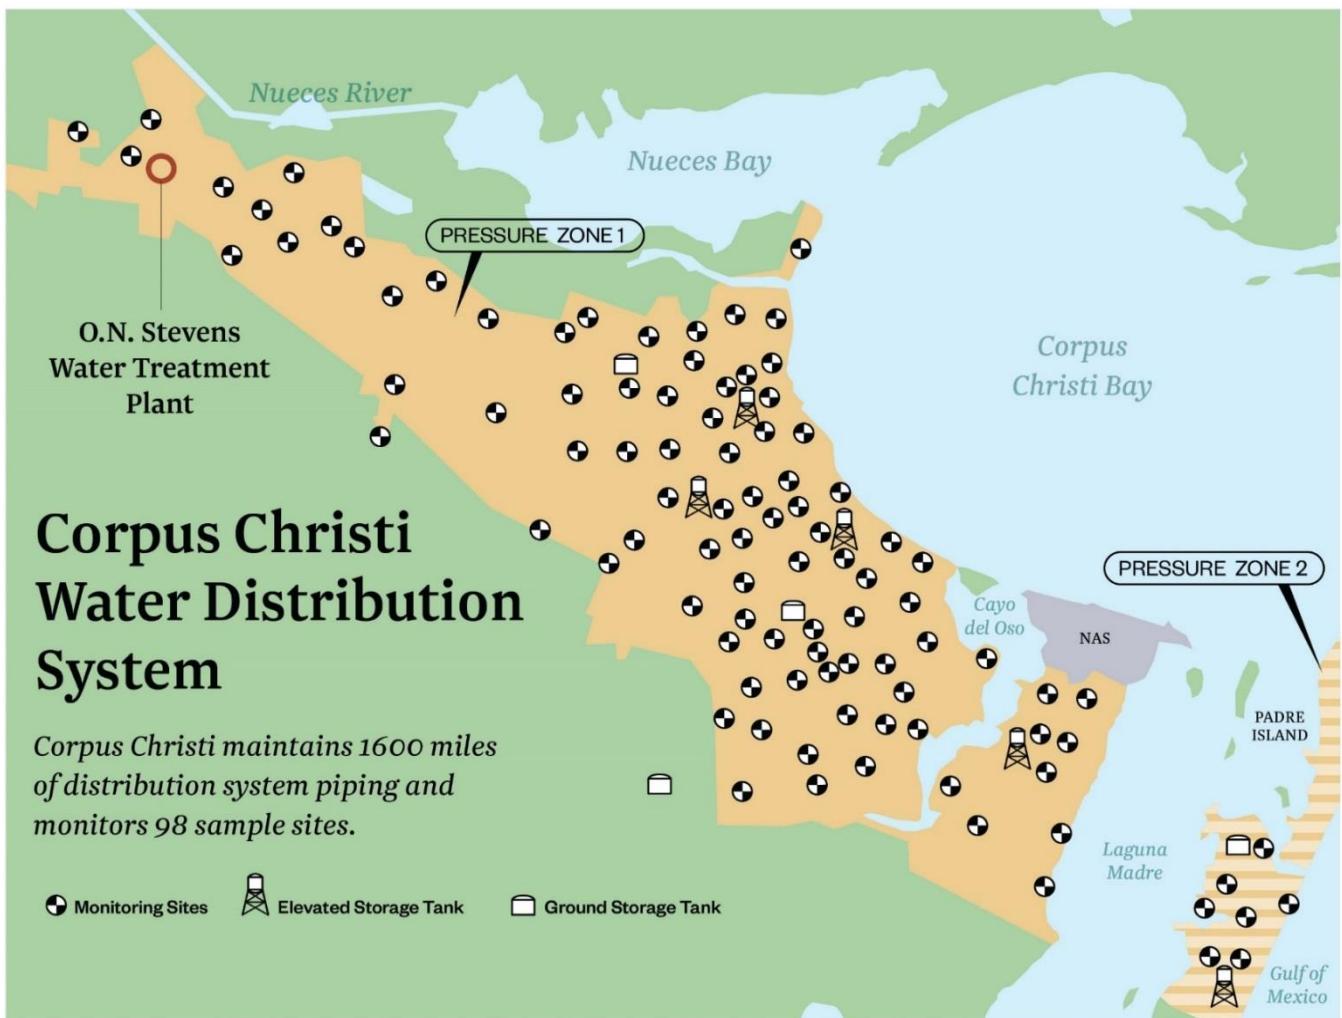 Nueces River
Nueces Bay
PRESSURE ZONE 1
O.N. Stevens
Water Treatment
Plant
Corpus
Christi Bay
Corpus Christi
Water Distribution
System
PRESSURE ZONE 2
Cayo
del Oso
NAS
PADRE
ISLAND
Corpus Christi maintains 1600 miles
of distribution system piping and
monitors 98 sample sites.
Laguna
Madre
Monitoring Sites
Elevated Storage Tank
Ground Storage Tank
Gulf of
Mexico